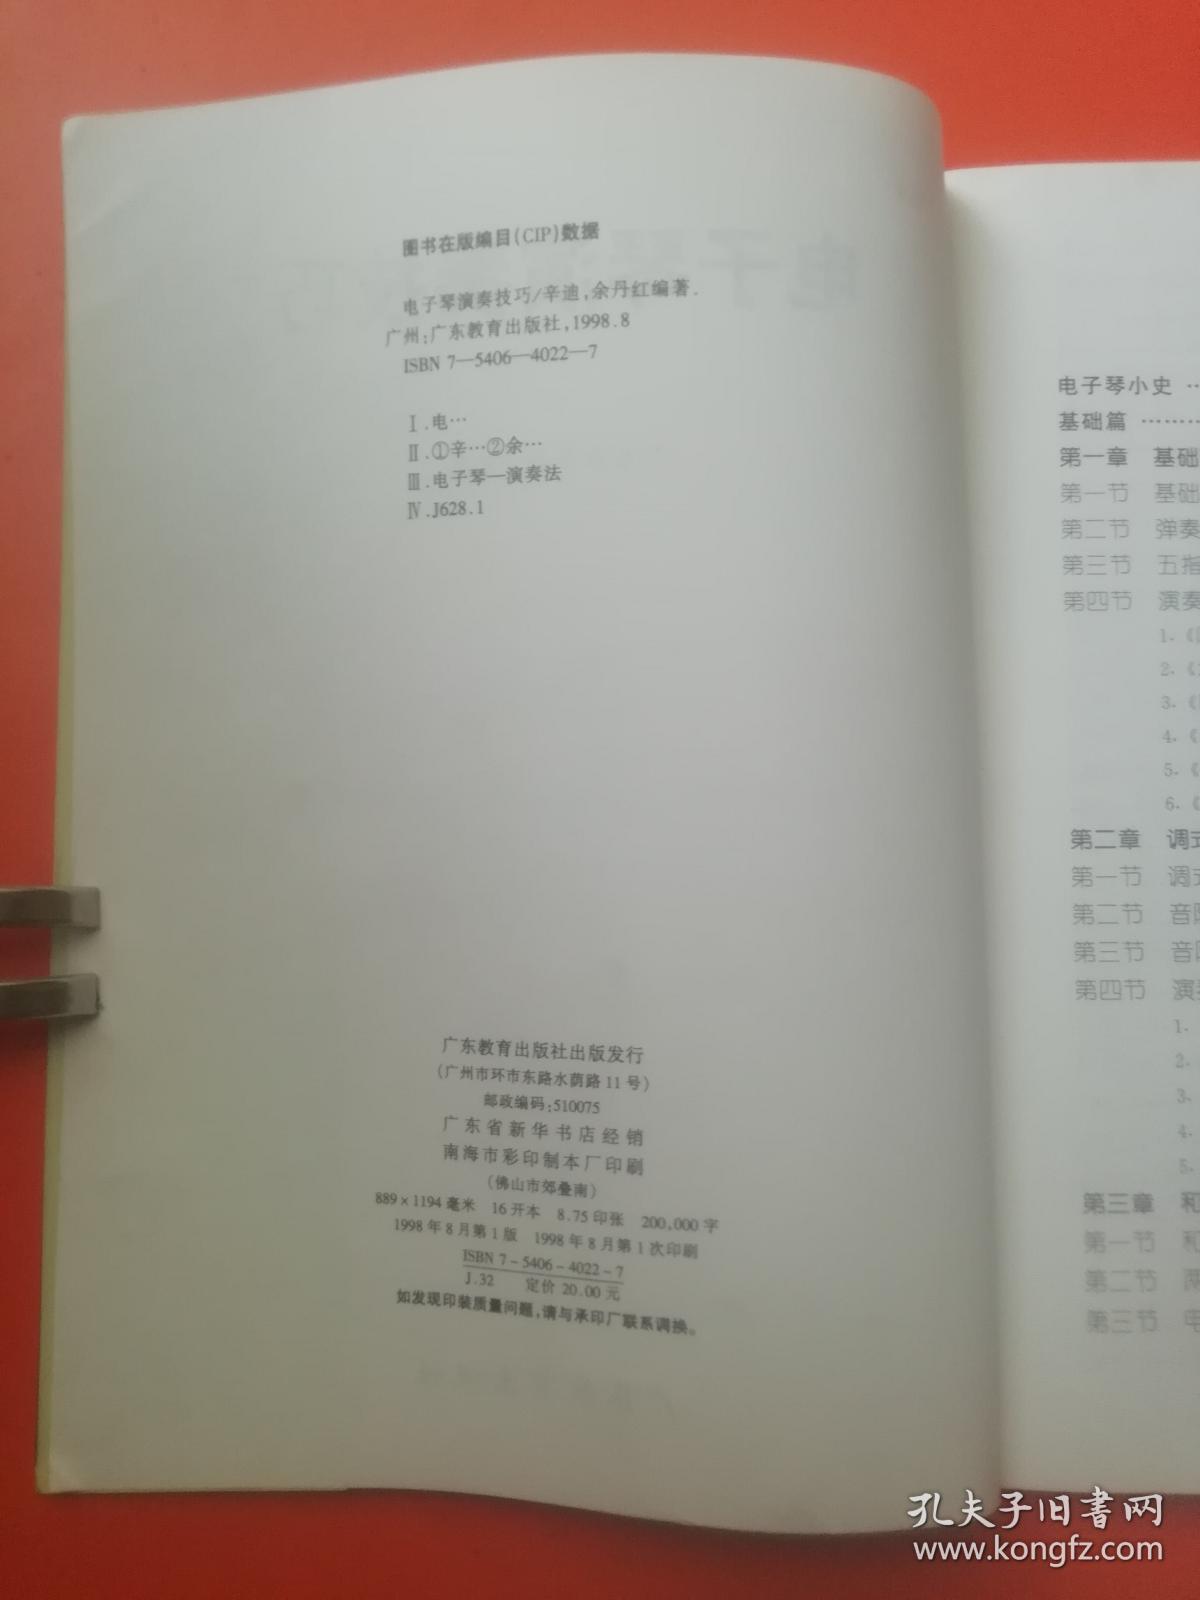 图书在版编目(CIP)数据
电子琴演奏技巧/辛迪,余丹红编著.
广州:广东教育出版社,1998.8
ISBN 7—5406—4022—7
Ⅰ.电…
Ⅱ.①辛…②余…
Ⅲ.电子琴—演奏法
Ⅳ.J628.1
广东教育出版社出版发行
(广州市环市东路水荫路11号)
邮政编码:510075
广东省新华书店经销
南海市彩印制本厂印刷
(佛山市郊叠南)
889×1194毫米 16开本 8.75印张 200,000字
1998年8月第1版 1998年8月第1次印刷
ISBN 7-5406-4022-7
J.32 定价 20.00元
如发现印装质量问题,请与承印厂联系调换。
电子琴小史 …
基础篇 ………
第一章 基础
第一节 基础
第二节 弹奏
第三节 五指
第四节 演奏
1.《
2.《
3.《
4.《
5.《
6.《
第二章 调式
第一节 调式
第二节 音阶
第三节 音
第四节 演奏
1.
2.
3.
4.
5.
第三章 和
第一节 和
第二节
第三节 电
孔夫子旧书网
www.kongfz.com